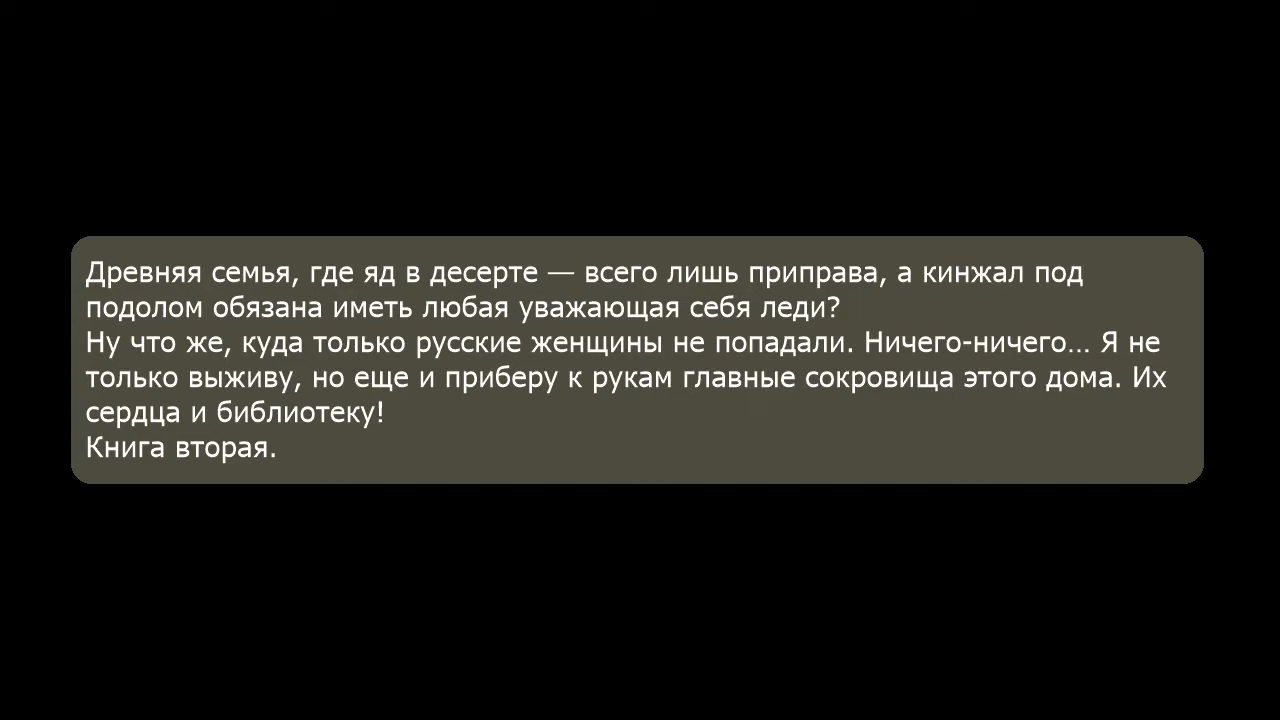 Древняя семья, где яд в десерте — всего лишь приправа, а кинжал под
подолом обязана иметь любая уважающая себя леди?
Ну что же, куда только русские женщины не попадали. Ничего-ничего… Я не
только выживу, но еще и приберу к рукам главные сокровища этого дома. Их
сердца и библиотеку!
Книга вторая.